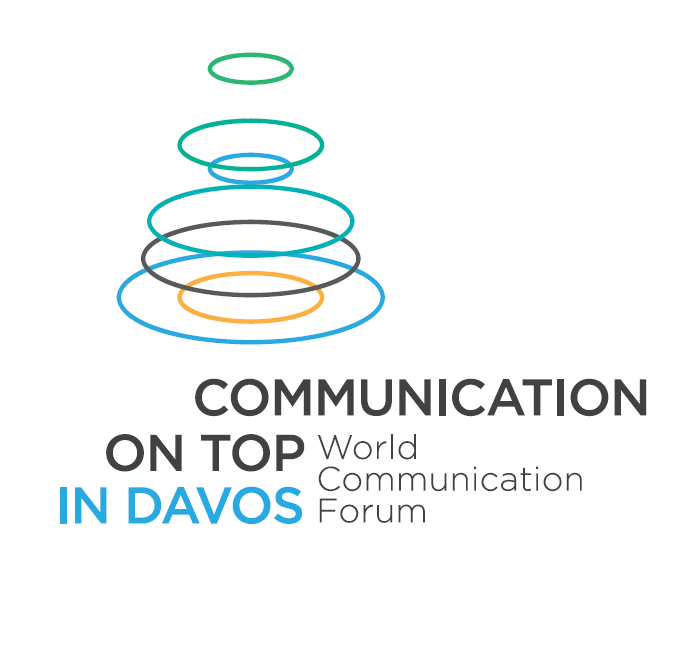 COMMUNICATION
ON TOP
IN DAVOS
World
Communication
Forum